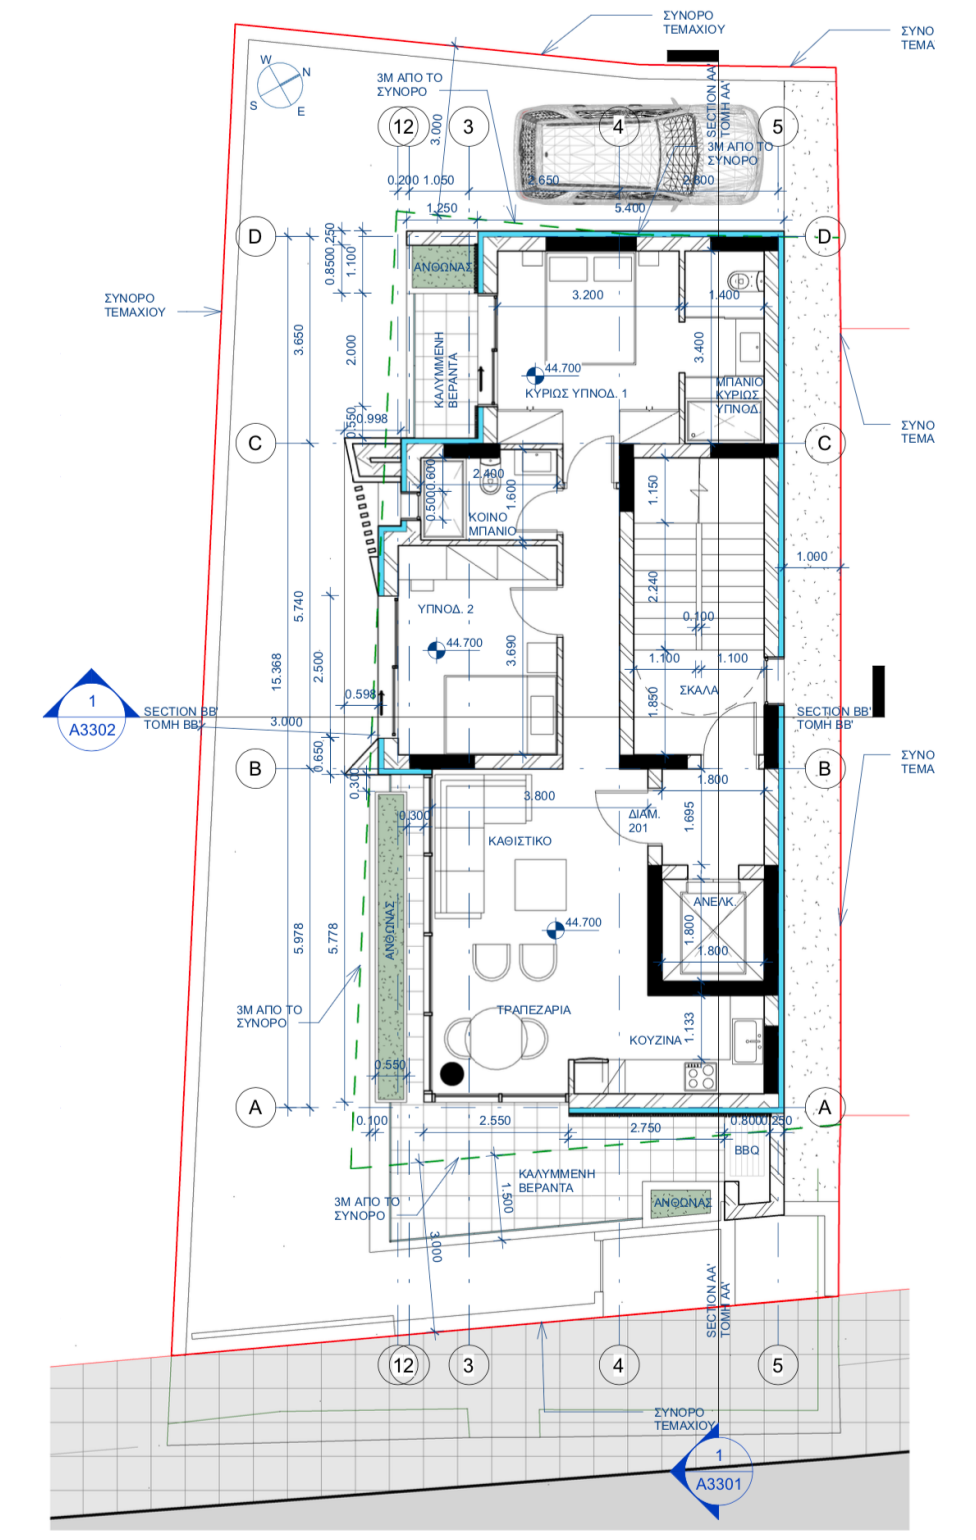 ΣΥΝΟΡΟ
ΤΕΜΑΧΙΟΥ
ΣΥΝΟ
ΤΕΜΑ
W
N
S
E
3Μ ΑΠΟ ΤΟ
ΣΥΝΟΡΟ
3.000
SECTION AA'
ΤΟΜΗ ΑΑ'
12
3
4
5
3Μ ΑΠΟ ΤΟ
ΣΥΝΟΡΟ
0.200
1.050
2.650
2.800
1.250
5.400
D
D
0.250
0.850
1.100
ΑΝΘΩΝΑΣ
ΣΥΝΟΡΟ
ΤΕΜΑΧΙΟΥ
3.200
1.400
3.650
2.000
ΚΑΛΥΜΜΕΝΗ
ΒΕΡΑΝΤΑ
3.400
44.700
ΚΥΡΙΩΣ ΥΠΝΟΔ. 1
ΜΠΑΝΙΟ
ΚΥΡΙΩΣ
ΥΠΝΟΔ
0.550
0.998
ΣΥΝΟ
ΤΕΜΑ
C
C
2.400
0.600
0.500
1.600
1.150
ΚΟΙΝΟ
ΜΠΑΝΙΟ
1.000
2.240
5.740
ΥΠΝΟΔ. 2
0.100
44.700
3.690
15.368
2.500
1.100
1.100
ΣΚΑΛΑ
0.598
1.850
1
A3302
SECTION BB'
ΤΟΜΗ ΒΒ'
3.000
SECTION BB'
ΤΟΜΗ ΒΒ'
0.650
ΣΥΝΟ
ΤΕΜΑ
B
B
0.300
1.800
3.800
0.300
ΔΙΑΜ.
201
1.695
ΚΑΘΙΣΤΙΚΟ
ΑΝΕΛΚ.
ΑΝΘΩΝΑΣ
44.700
1.800
1.800
5.978
5.778
3Μ ΑΠΟ ΤΟ
ΣΥΝΟΡΟ
ΤΡΑΠΕΖΑΡΙΑ
ΚΟΥΖΙΝΑ
1.133
0.550
A
A
0.100
2.550
2.750
0.800
0.250
BBQ
ΚΑΛΥΜΜΕΝΗ
ΒΕΡΑΝΤΑ
1.500
ΑΝΘΩΝΑΣ
3Μ ΑΠΟ ΤΟ
ΣΥΝΟΡΟ
3.000
SECTION AA'
ΤΟΜΗ ΑΑ'
12
3
4
5
ΣΥΝΟΡΟ
ΤΕΜΑΧΙΟΥ
1
A3301